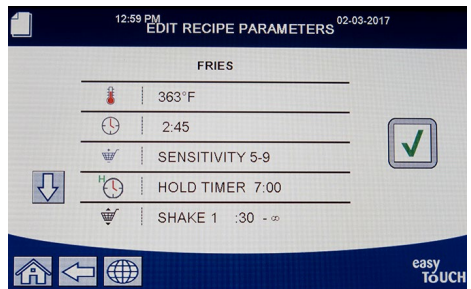 12:59 PM
EDIT RECIPE PARAMETERS
02-03-2017
FRIES
363°F
2:45
SENSITIVITY 5-9
H
HOLD TIMER 7:00
SHAKE 1 :30 - ∞
easy
TOUCH